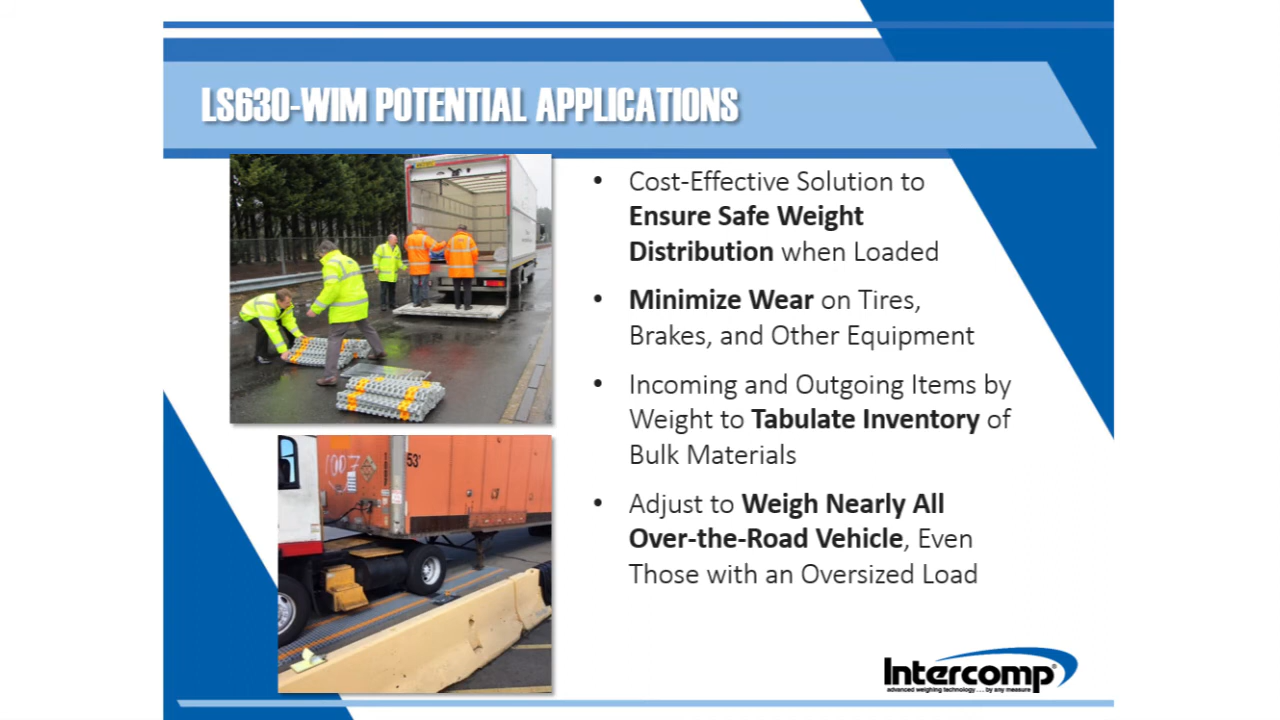 LS630-WIM POTENTIAL APPLICATIONS
• Cost-Effective Solution to
Ensure Safe Weight
Distribution when Loaded
• Minimize Wear on Tires,
Brakes, and Other Equipment
• Incoming and Outgoing Items by
Weight to Tabulate Inventory of
Bulk Materials
• Adjust to Weigh Nearly All
Over-the-Road Vehicle, Even
Those with an Oversized Load
1007
53'
Intercomp®
advanced weighing technology . . . by any measure